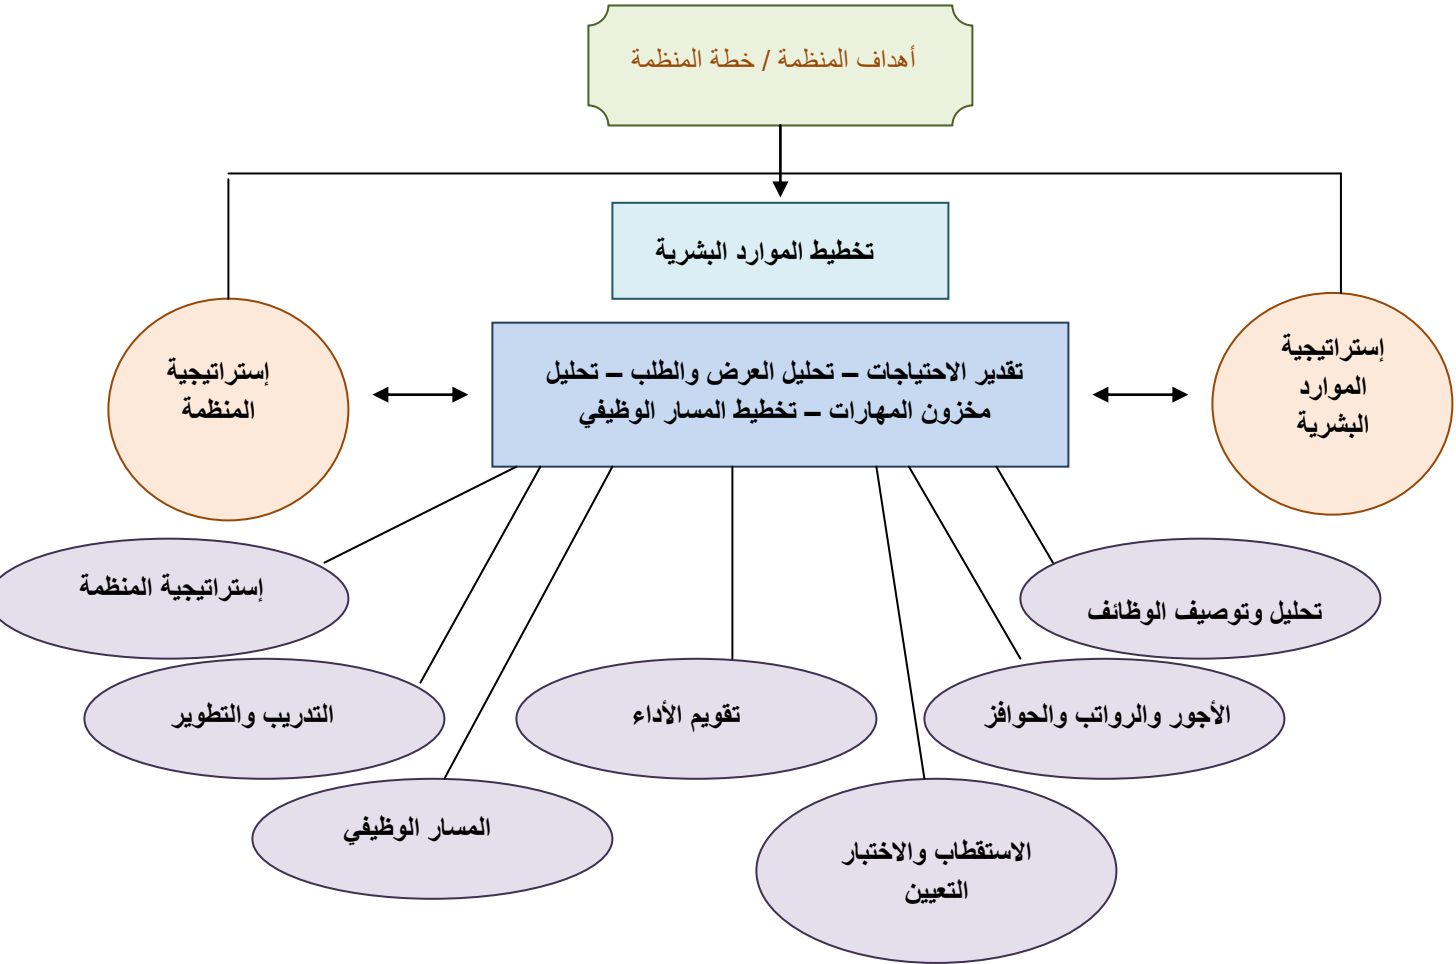 أهداف المنظمة / خطة المنظمة
تخطيط الموارد البشرية
إستراتيجية
الموارد
البشرية
تقدير الاحتياجات – تحليل العرض والطلب – تحليل
مخزون المهارات – تخطيط المسار الوظيفي
إستراتيجية
المنظمة
تحليل وتوصيف الوظائف
إستراتيجية المنظمة
الأجور والرواتب والحوافز
تقويم الأداء
التدريب والتطوير
الاستقطاب والاختبار
التعيين
المسار الوظيفي